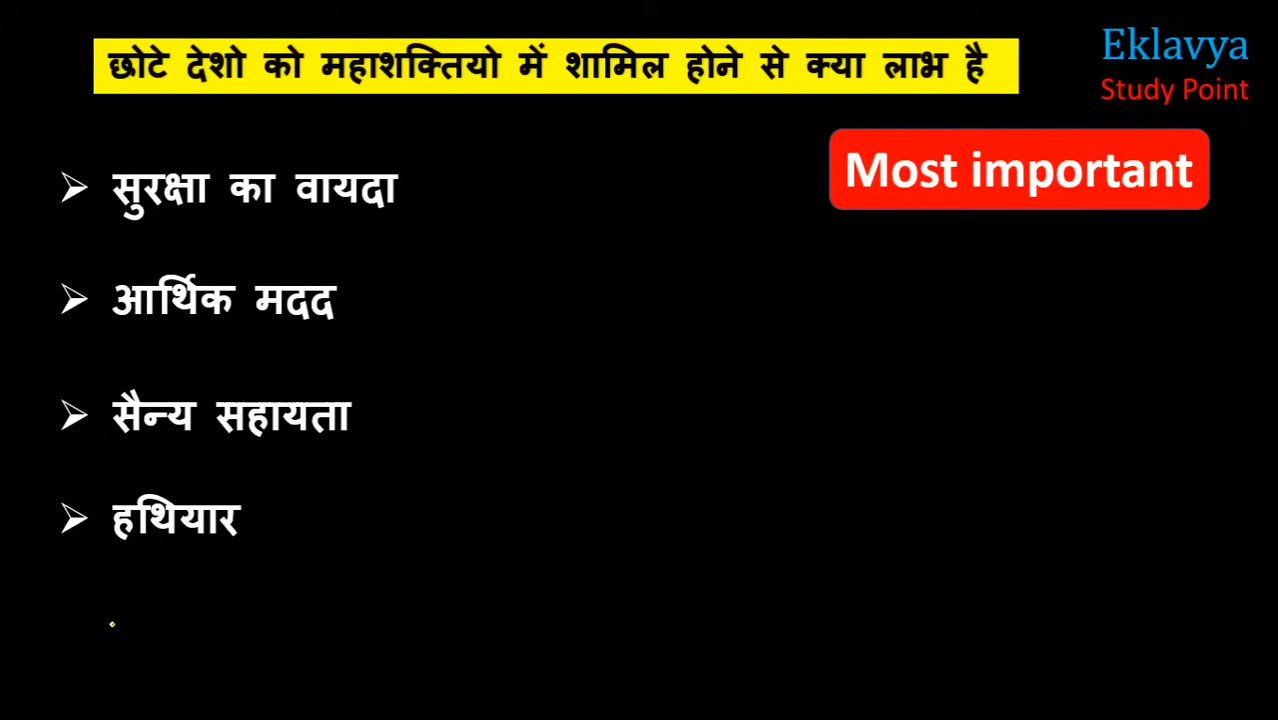 छोटे देशो को महाशक्तियो में शामिल होने से क्या लाभ है
Eklavya
Study Point
Most important
सुरक्षा का वायदा
आर्थिक मदद
सैन्य सहायता
हथियार